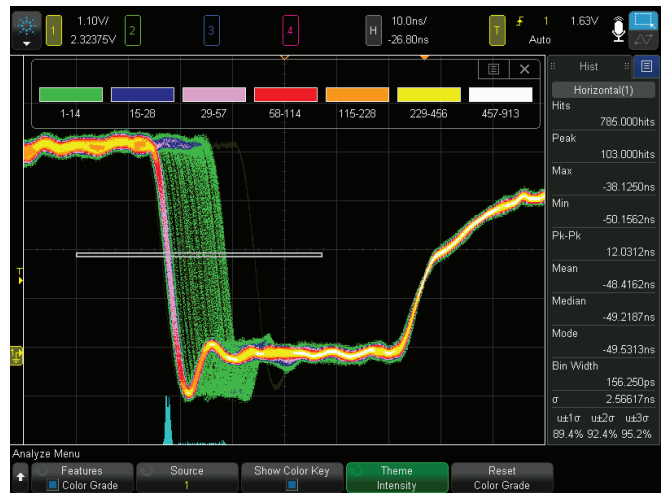 1 1.10V/ 2 3 4 H 10.0ns/ T 1 1.63V
2.32375V -26.80ns Auto
Hist
1-14 15-28 29-57 58-114 115-228 229-456 457-913
Horizontal(1)
Hits
785.000hits
Peak
103.000hits
Max
-38.1250ns
Min
-50.1562ns
Pk-Pk
12.0312ns
Mean
-48.4162ns
Median
-49.2187ns
Mode
-49.5313ns
Bin Width
156.250ps
σ 2.56617ns
u±1σ u±2σ u±3σ
89.4% 92.4% 95.2%
T
1
Analyze Menu
Features Source Show Color Key Theme Reset
Color Grade 1 Intensity Color Grade